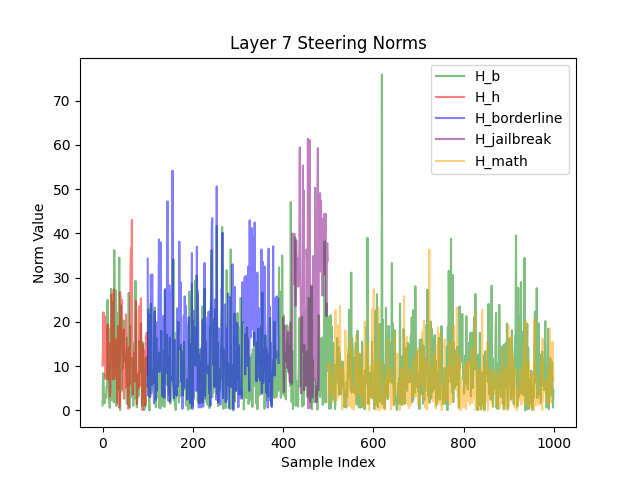 Layer 7 Steering Norms
H_b
H_h
H_borderline
H_jailbreak
H_math
Norm Value
70
60
50
40
30
20
10
0
0 200 400 600 800 1000
Sample Index